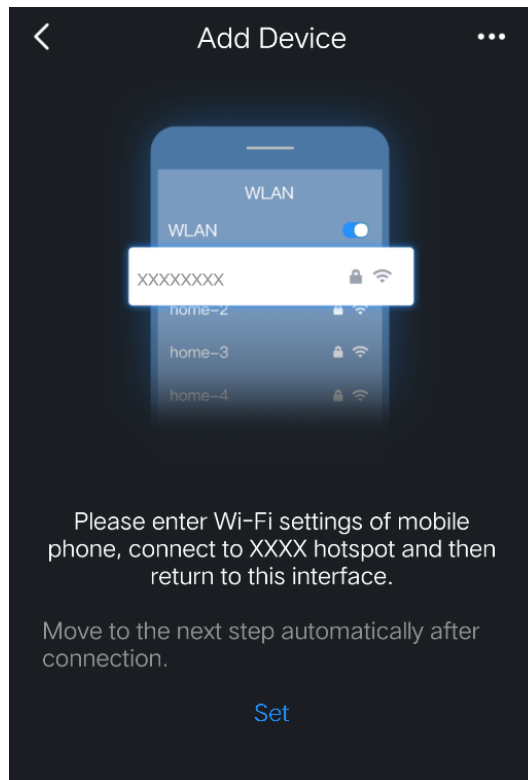 Add Device
WLAN
WLAN
XXXXXXXX
home-2
home-3
home-4
Please enter Wi-Fi settings of mobile
phone, connect to XXXX hotspot and then
return to this interface.
Move to the next step automatically after
connection.
Set